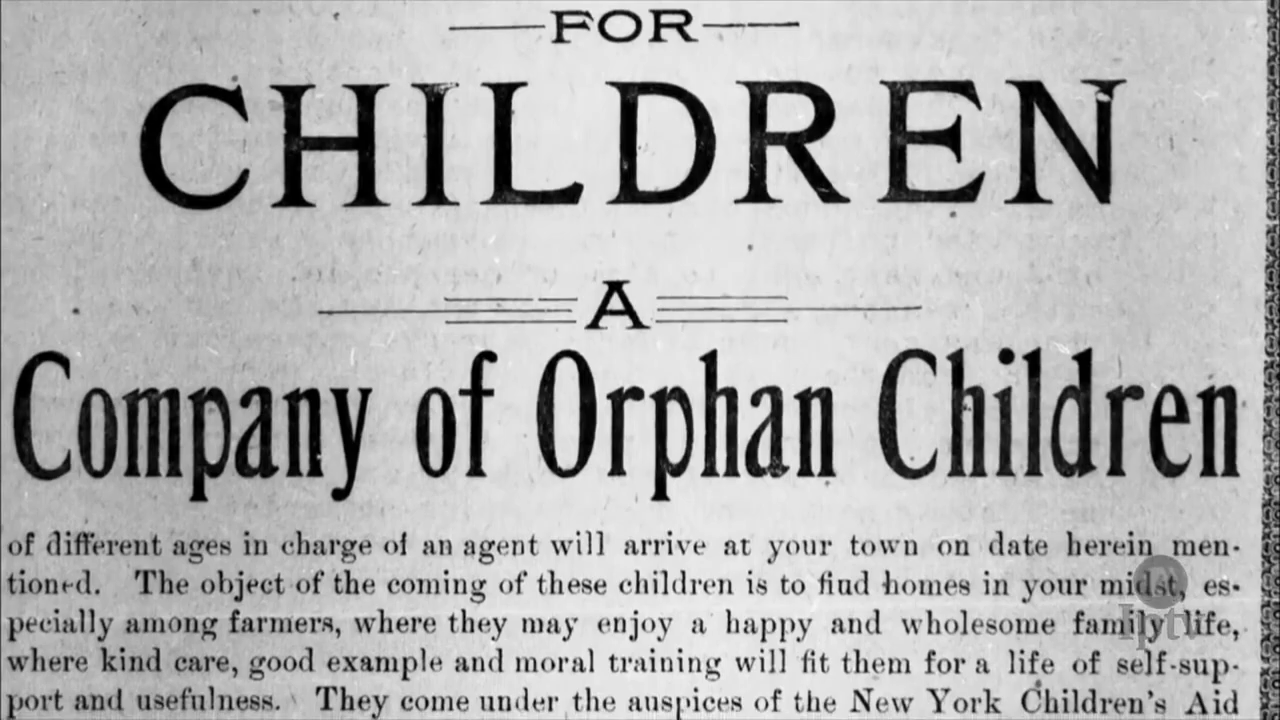 FOR
CHILDREN
A
Company of Orphan Children
of different ages in charge of an agent will arrive at your town on date herein men-
tioned. The object of the coming of these children is to find homes in your midst, es-
pecially among farmers, where they may enjoy a happy and wholesome family life,
where kind care, good example and moral training will fit them for a life of self-sup-
port and usefulness. They come under the auspices of the New York Children's Aid
Iptv